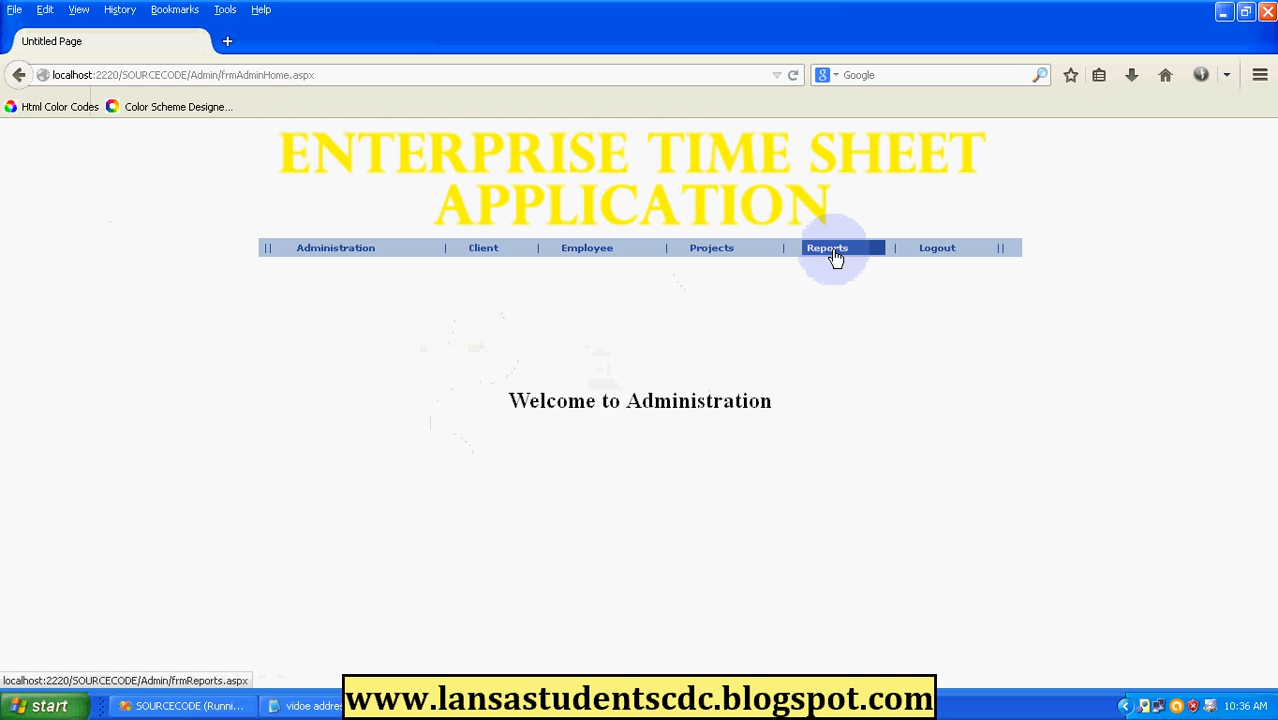 File Edit View History Bookmarks Tools Help
Untitled Page
localhost:2220/SOURCECODE/Admin/frmAdminHome.aspx Google
Html Color Codes Color Scheme Designe...
ENTERPRISE TIME SHEET
APPLICATION
|| Administration | Client | Employee | Projects | Reports | Logout ||
Welcome to Administration
localhost:2220/SOURCECODE/Admin/frmReports.aspx
start SOURCECODE (Runni... vidoe addre 10:36 AM
www.lansastudentscdc.blogspot.com